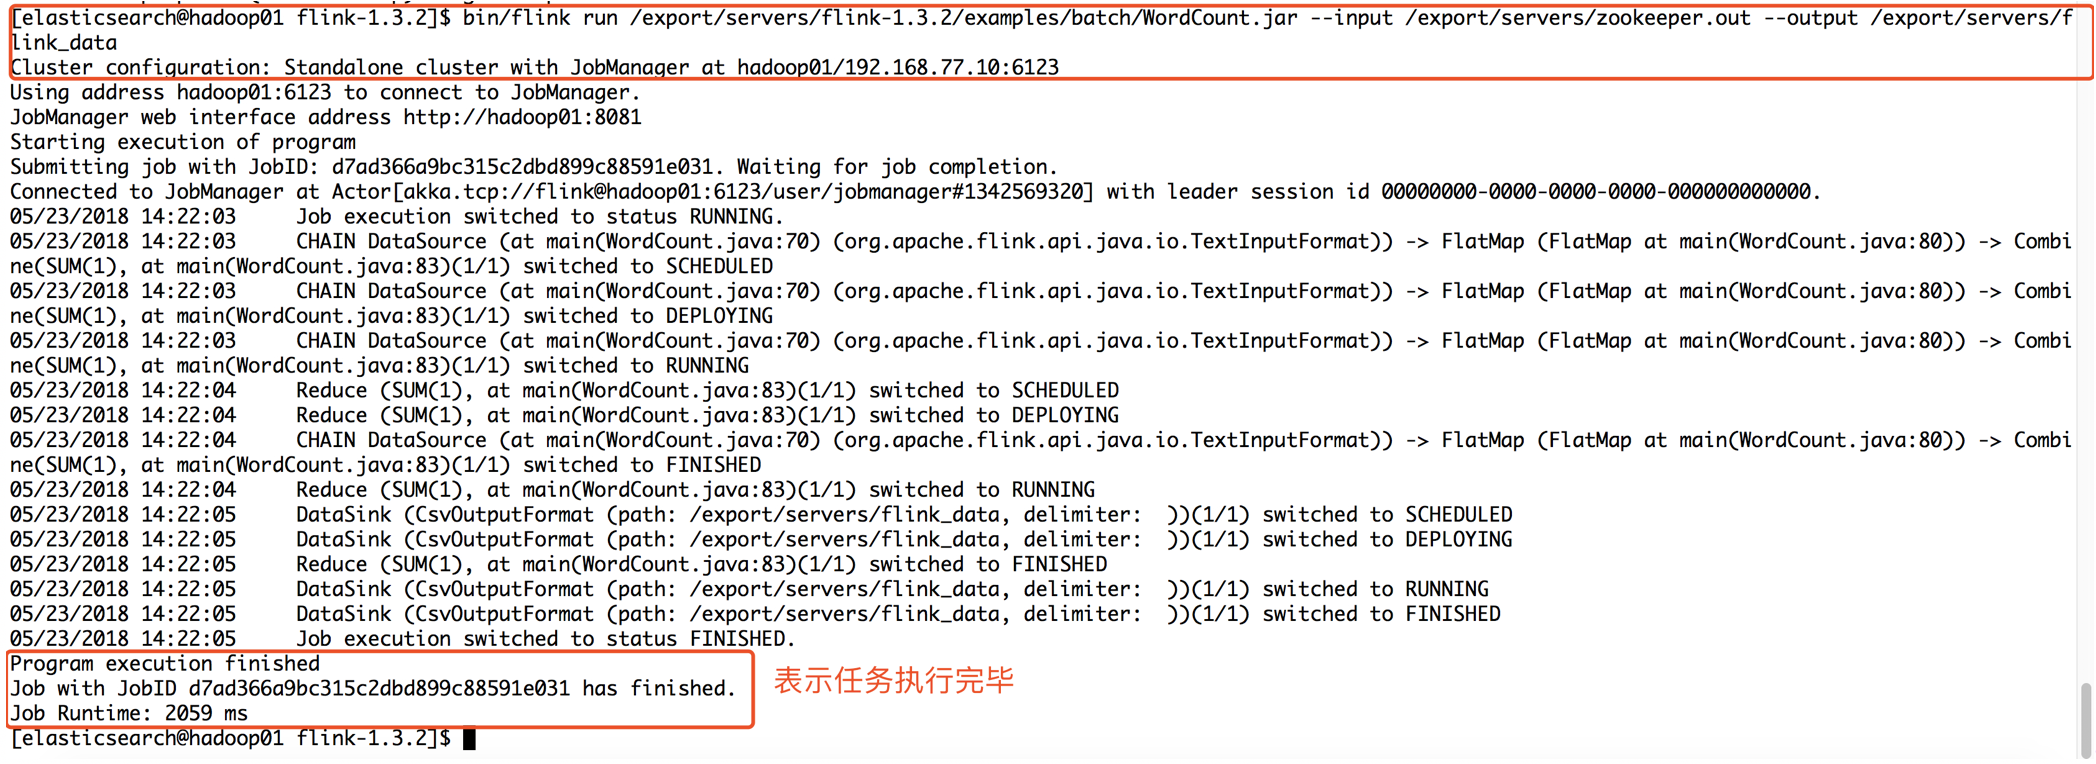 [elasticsearch@hadoop01 flink-1.3.2]$ bin/flink run /export/servers/flink-1.3.2/examples/batch/WordCount.jar --input /export/servers/zookeeper.out --output /export/servers/f
link_data
Cluster configuration: Standalone cluster with JobManager at hadoop01/192.168.77.10:6123
Using address hadoop01:6123 to connect to JobManager.
JobManager web interface address http://hadoop01:8081
Starting execution of program
Submitting job with JobID: d7ad366a9bc315c2dbd899c88591e031. Waiting for job completion.
Connected to JobManager at Actor[akka.tcp://flink@hadoop01:6123/user/jobmanager#1342569320] with leader session id 00000000-0000-0000-0000-000000000000.
05/23/2018 14:22:03     Job execution switched to status RUNNING.
05/23/2018 14:22:03     CHAIN DataSource (at main(WordCount.java:70) (org.apache.flink.api.java.io.TextInputFormat)) -> FlatMap (FlatMap at main(WordCount.java:80)) -> Combi
ne(SUM(1), at main(WordCount.java:83)(1/1) switched to SCHEDULED
05/23/2018 14:22:03     CHAIN DataSource (at main(WordCount.java:70) (org.apache.flink.api.java.io.TextInputFormat)) -> FlatMap (FlatMap at main(WordCount.java:80)) -> Combi
ne(SUM(1), at main(WordCount.java:83)(1/1) switched to DEPLOYING
05/23/2018 14:22:03     CHAIN DataSource (at main(WordCount.java:70) (org.apache.flink.api.java.io.TextInputFormat)) -> FlatMap (FlatMap at main(WordCount.java:80)) -> Combi
ne(SUM(1), at main(WordCount.java:83)(1/1) switched to RUNNING
05/23/2018 14:22:04     Reduce (SUM(1), at main(WordCount.java:83)(1/1) switched to SCHEDULED
05/23/2018 14:22:04     Reduce (SUM(1), at main(WordCount.java:83)(1/1) switched to DEPLOYING
05/23/2018 14:22:04     CHAIN DataSource (at main(WordCount.java:70) (org.apache.flink.api.java.io.TextInputFormat)) -> FlatMap (FlatMap at main(WordCount.java:80)) -> Combi
ne(SUM(1), at main(WordCount.java:83)(1/1) switched to FINISHED
05/23/2018 14:22:04     Reduce (SUM(1), at main(WordCount.java:83)(1/1) switched to RUNNING
05/23/2018 14:22:05     DataSink (CsvOutputFormat (path: /export/servers/flink_data, delimiter:  ))(1/1) switched to SCHEDULED
05/23/2018 14:22:05     DataSink (CsvOutputFormat (path: /export/servers/flink_data, delimiter:  ))(1/1) switched to DEPLOYING
05/23/2018 14:22:05     Reduce (SUM(1), at main(WordCount.java:83)(1/1) switched to FINISHED
05/23/2018 14:22:05     DataSink (CsvOutputFormat (path: /export/servers/flink_data, delimiter:  ))(1/1) switched to RUNNING
05/23/2018 14:22:05     DataSink (CsvOutputFormat (path: /export/servers/flink_data, delimiter:  ))(1/1) switched to FINISHED
05/23/2018 14:22:05     Job execution switched to status FINISHED.
Program execution finished
Job with JobID d7ad366a9bc315c2dbd899c88591e031 has finished.
表示任务执行完毕
Job Runtime: 2059 ms
[elasticsearch@hadoop01 flink-1.3.2]$